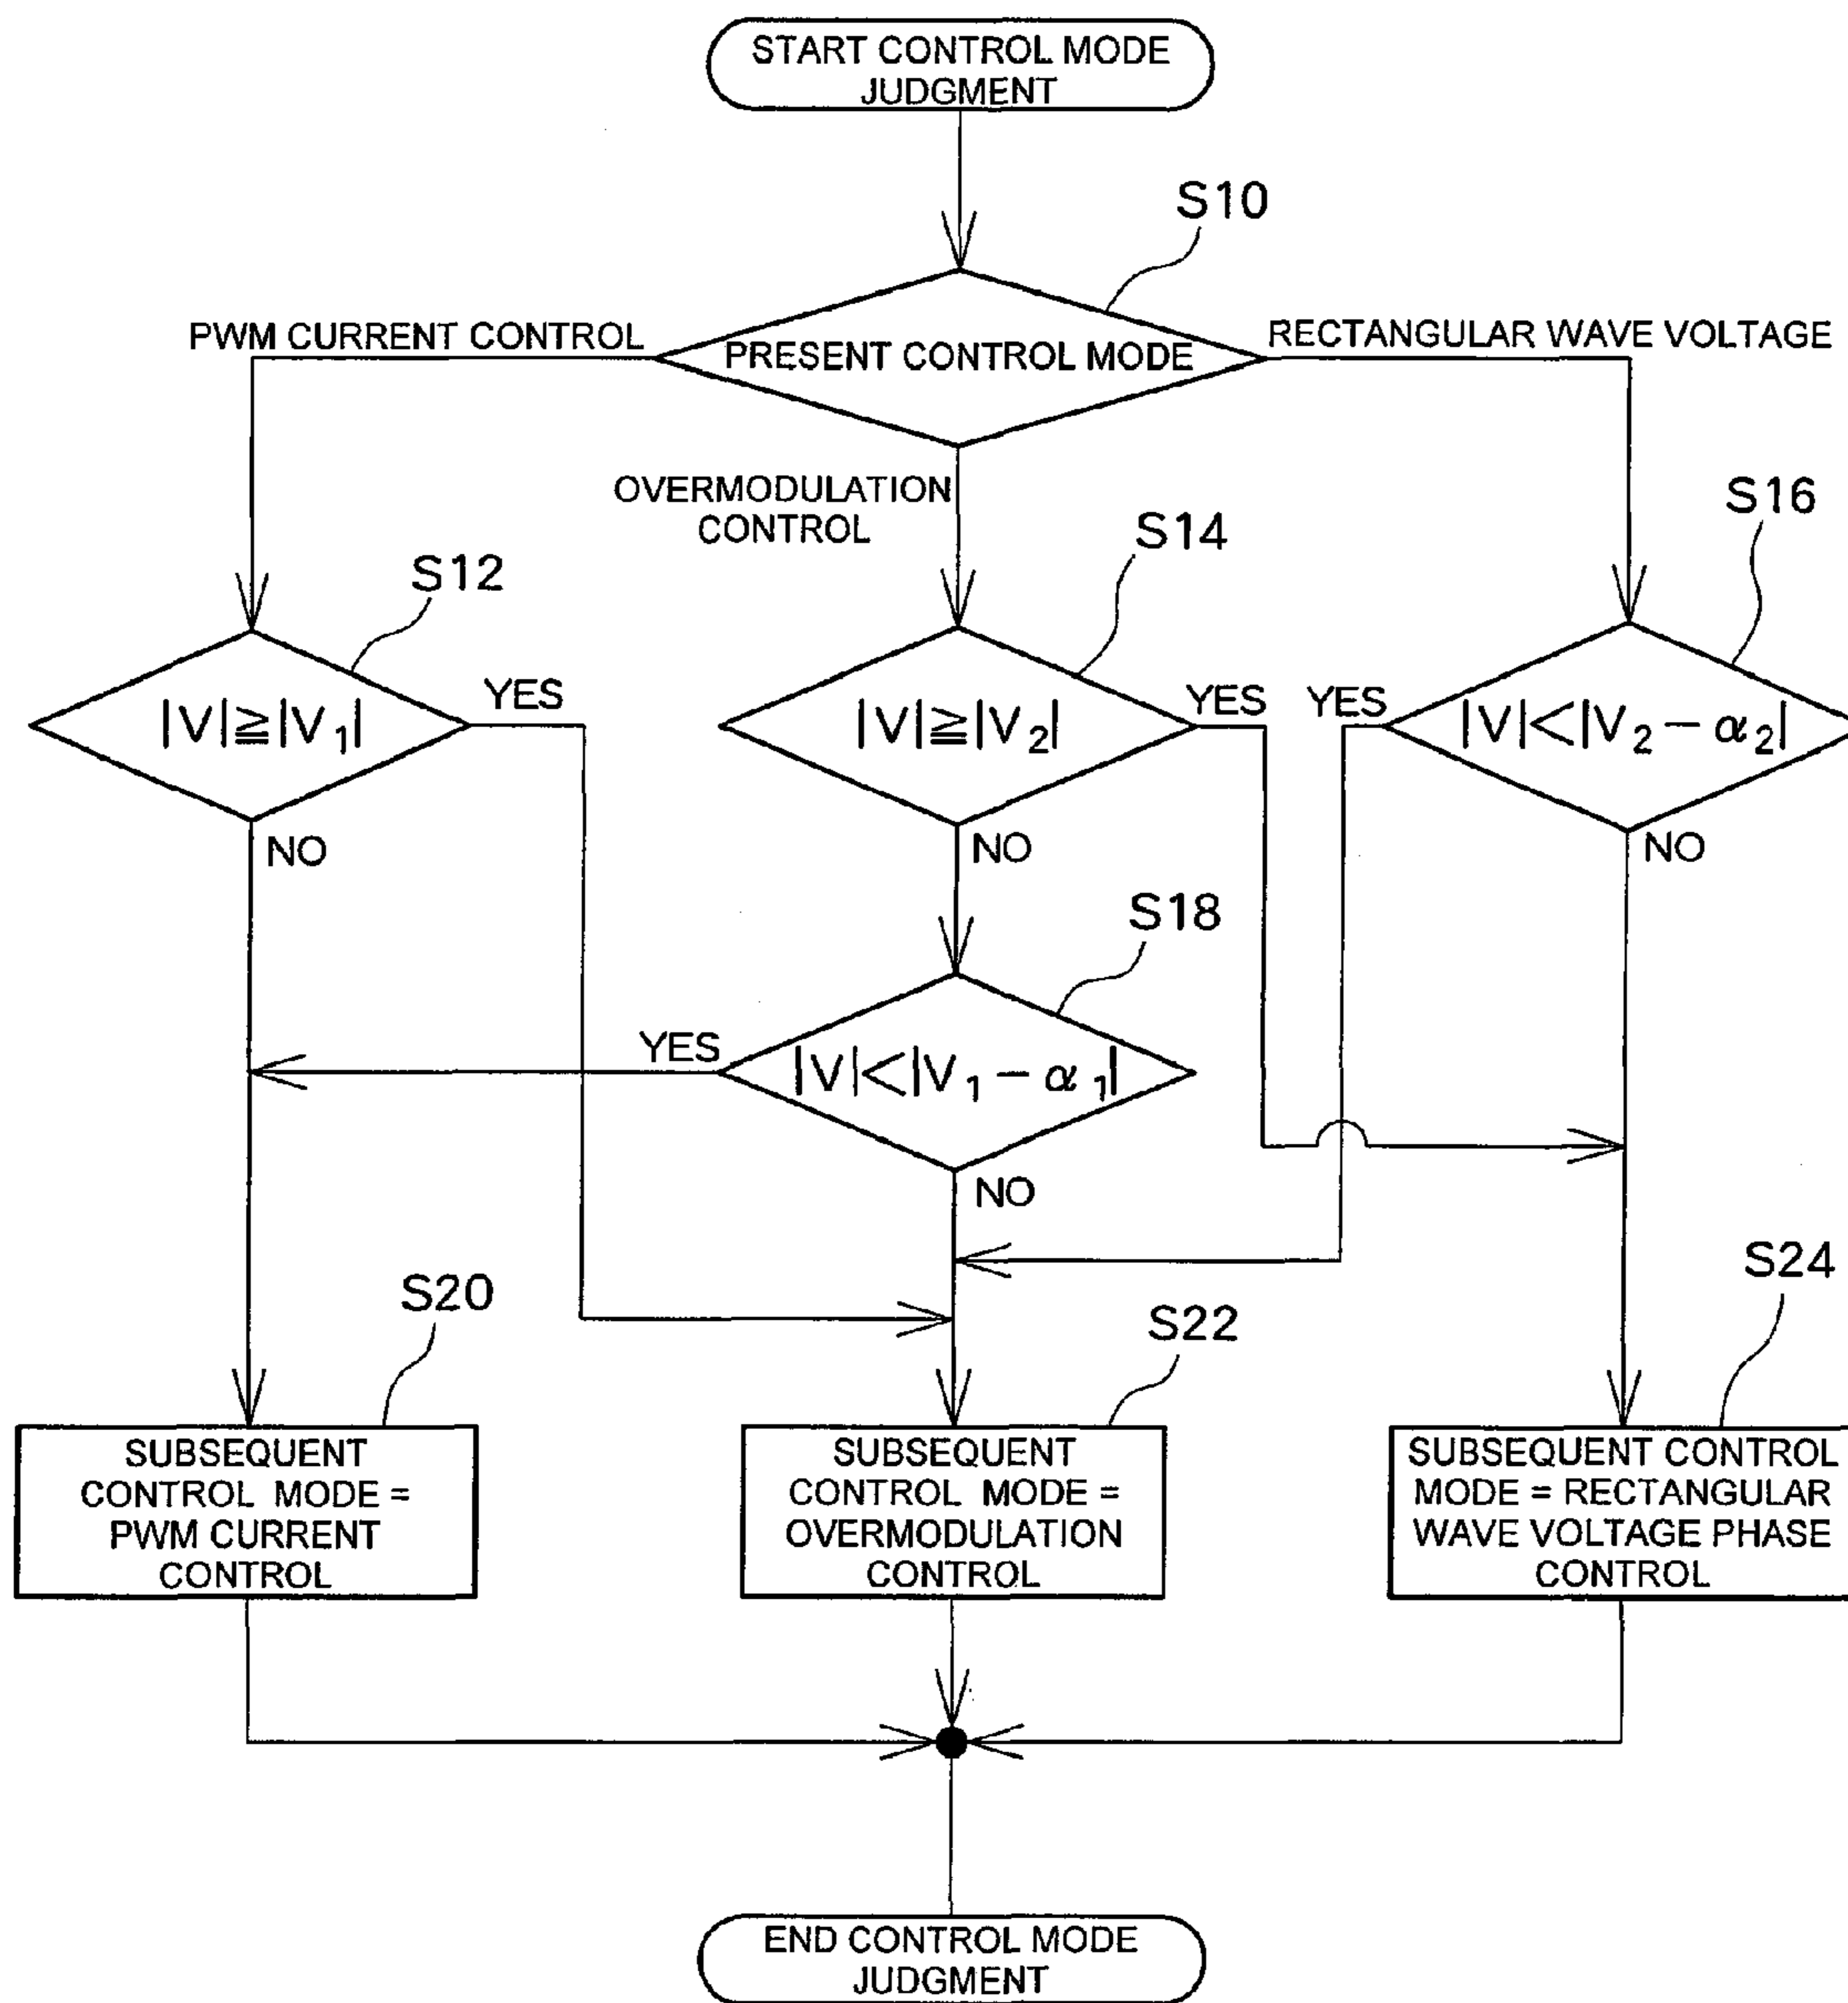 START CONTROL MODE
JUDGMENT
S10
PWM CURRENT CONTROL
PRESENT CONTROL MODE
RECTANGULAR WAVE VOLTAGE
OVERMODULATION
CONTROL
S12
S14
S16
|V|≧|V1|
YES
NO
|V|≧|V2|
YES
NO
YES
|V|<|V2-α2|
NO
S18
YES
|V|<|V1-α1|
NO
S20
S22
S24
SUBSEQUENT
CONTROL MODE =
PWM CURRENT
CONTROL
SUBSEQUENT
CONTROL MODE =
OVERMODULATION
CONTROL
SUBSEQUENT CONTROL
MODE = RECTANGULAR
WAVE VOLTAGE PHASE
CONTROL
END CONTROL MODE
JUDGMENT